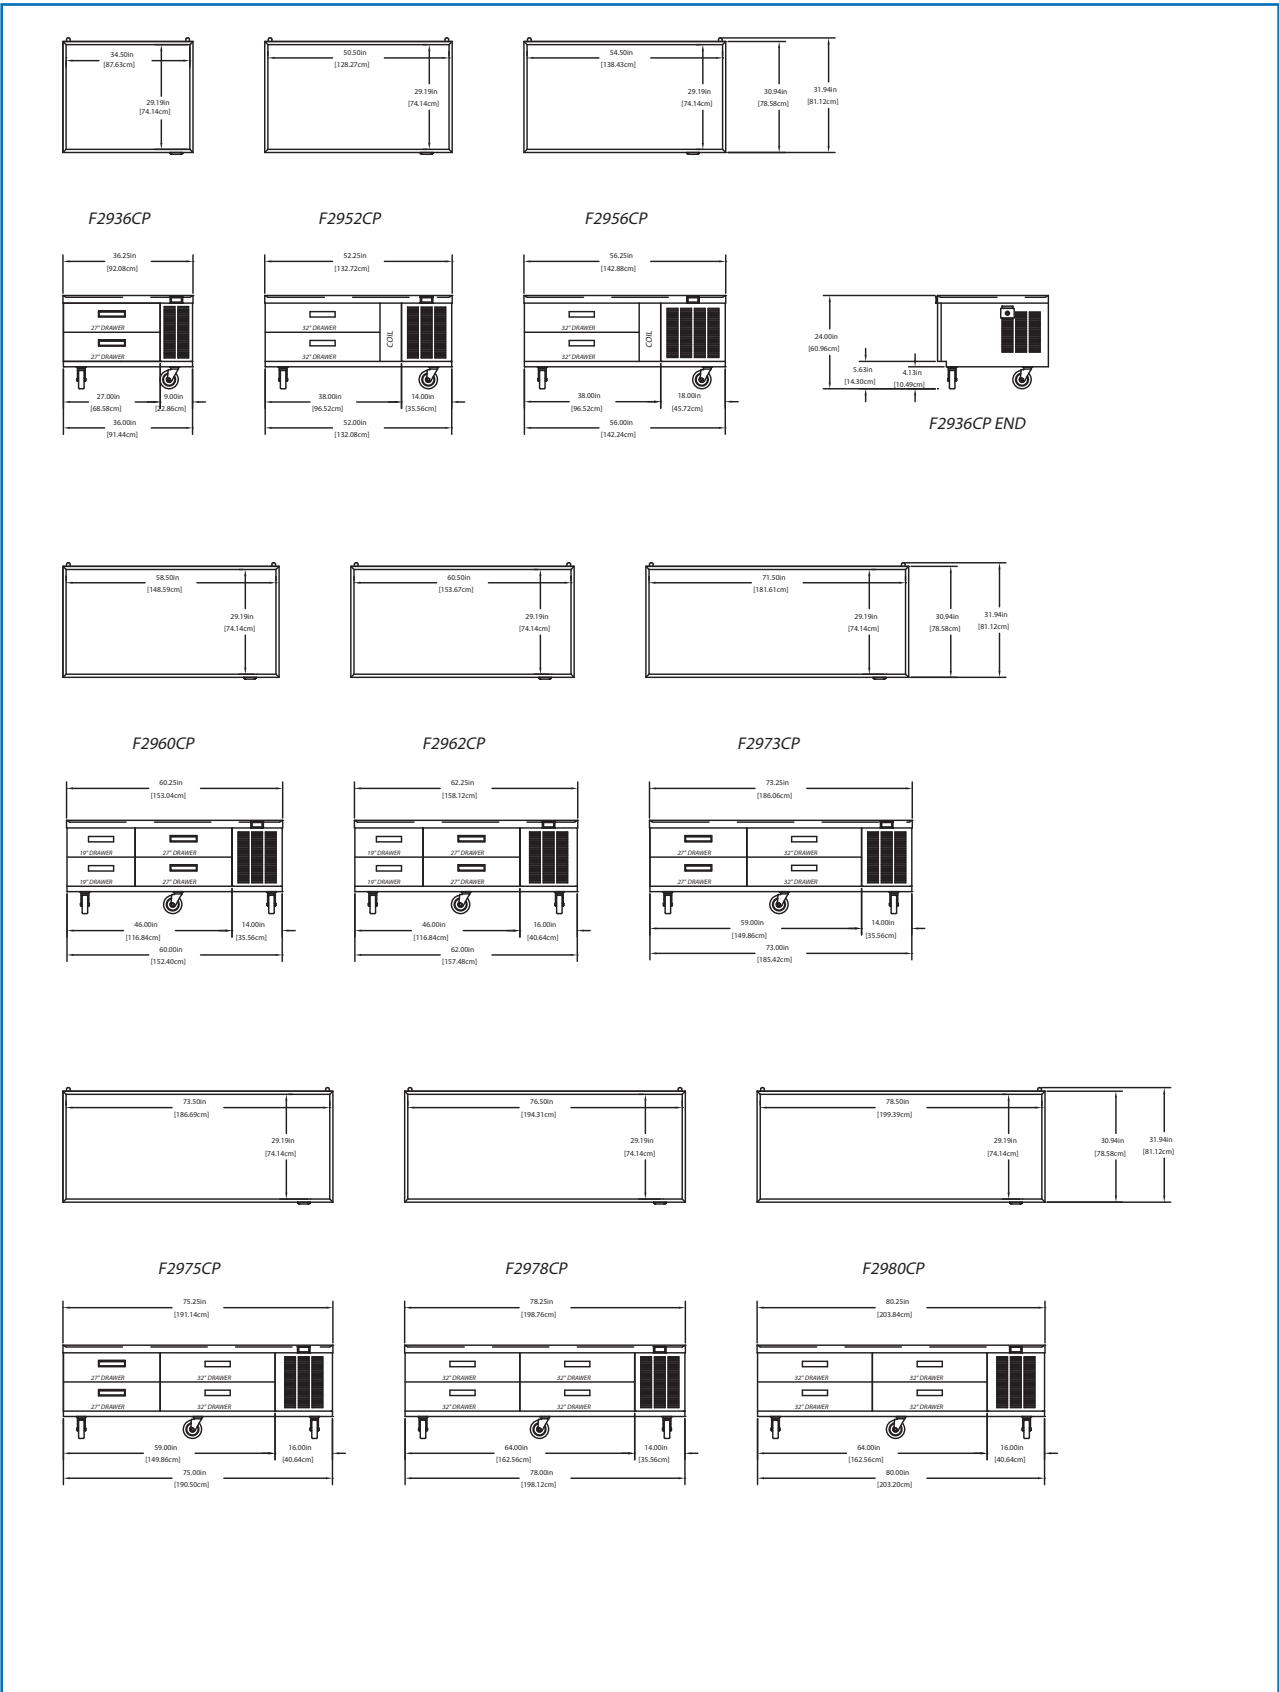 34.50in
[87.63cm]
29.19in
[74.14cm]
50.50in
[128.27cm]
29.19in
[74.14cm]
54.50in
[138.43cm]
29.19in
[74.14cm]
30.94in
[78.58cm]
31.94in
[81.12cm]
F2936CP
F2952CP
F2956CP
36.25in
[92.08cm]
27" DRAWER
27" DRAWER
27.00in
[68.58cm]
9.00in
[22.86cm]
36.00in
[91.44cm]
52.25in
[132.72cm]
32" DRAWER
32" DRAWER
COIL
38.00in
[96.52cm]
14.00in
[35.56cm]
52.00in
[132.08cm]
56.25in
[142.88cm]
32" DRAWER
32" DRAWER
COIL
38.00in
[96.52cm]
18.00in
[45.72cm]
56.00in
[142.24cm]
24.00in
[60.96cm]
5.63in
[14.30cm]
4.13in
[10.49cm]
F2936CP END
58.50in
[148.59cm]
29.19in
[74.14cm]
60.50in
[153.67cm]
29.19in
[74.14cm]
71.50in
[181.61cm]
29.19in
[74.14cm]
30.94in
[78.58cm]
31.94in
[81.12cm]
F2960CP
F2962CP
F2973CP
60.25in
[153.04cm]
19" DRAWER
27" DRAWER
19" DRAWER
27" DRAWER
46.00in
[116.84cm]
14.00in
[35.56cm]
60.00in
[152.40cm]
62.25in
[158.12cm]
19" DRAWER
27" DRAWER
19" DRAWER
27" DRAWER
46.00in
[116.84cm]
16.00in
[40.64cm]
62.00in
[157.48cm]
73.25in
[186.06cm]
27" DRAWER
32" DRAWER
27" DRAWER
32" DRAWER
59.00in
[149.86cm]
14.00in
[35.56cm]
73.00in
[185.42cm]
73.50in
[186.69cm]
29.19in
[74.14cm]
76.50in
[194.31cm]
29.19in
[74.14cm]
78.50in
[199.39cm]
29.19in
[74.14cm]
30.94in
[78.58cm]
31.94in
[81.12cm]
F2975CP
F2978CP
F2980CP
75.25in
[191.14cm]
27" DRAWER
32" DRAWER
27" DRAWER
32" DRAWER
59.00in
[149.86cm]
16.00in
[40.64cm]
75.00in
[190.50cm]
78.25in
[198.76cm]
32" DRAWER
32" DRAWER
32" DRAWER
32" DRAWER
64.00in
[162.56cm]
14.00in
[35.56cm]
78.00in
[198.12cm]
80.25in
[203.84cm]
32" DRAWER
32" DRAWER
32" DRAWER
32" DRAWER
64.00in
[162.56cm]
16.00in
[40.64cm]
80.00in
[203.20cm]